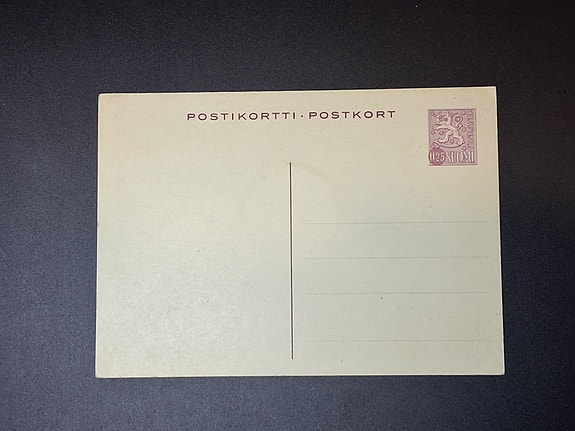 POSTIKORTTI · POSTKORT
0,25 SUOMI